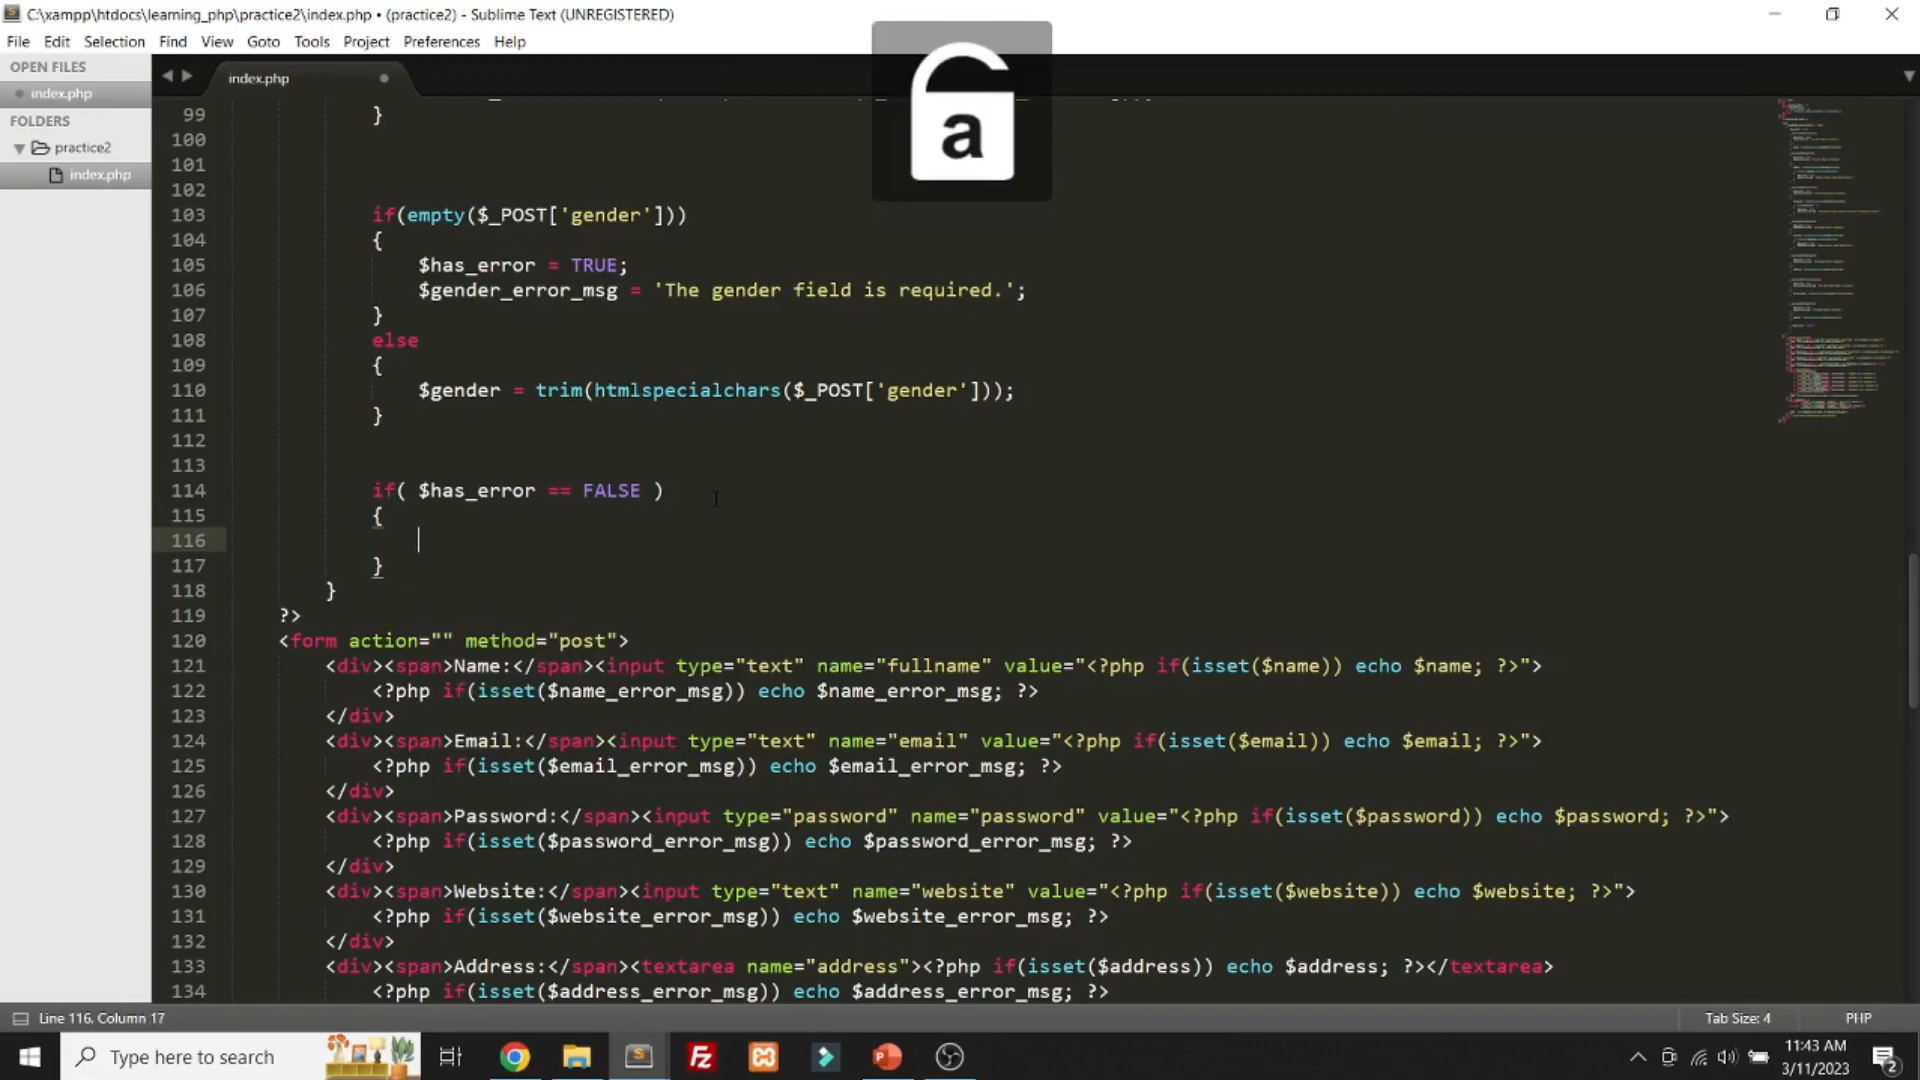 C:\xampp\htdocs\learning_php\practice2\index.php • (practice2) - Sublime Text (UNREGISTERED)
File Edit Selection Find View Goto Tools Project Preferences Help
OPEN FILES
index.php
FOLDERS
practice2
index.php
index.php
a
99 }
100
101
102
103 if(empty($_POST['gender']))
104 {
105 $has_error = TRUE;
106 $gender_error_msg = 'The gender field is required.';
107 }
108 else
109 {
110 $gender = trim(htmlspecialchars($_POST['gender']));
111 }
112
113
114 if( $has_error == FALSE )
115 {
116
117 }
118 }
119 ?>
120 <form action="" method="post">
121 <div><span>Name:</span><input type="text" name="fullname" value="<?php if(isset($name)) echo $name; ?>">
122 <?php if(isset($name_error_msg)) echo $name_error_msg; ?>
123 </div>
124 <div><span>Email:</span><input type="text" name="email" value="<?php if(isset($email)) echo $email; ?>">
125 <?php if(isset($email_error_msg)) echo $email_error_msg; ?>
126 </div>
127 <div><span>Password:</span><input type="password" name="password" value="<?php if(isset($password)) echo $password; ?>">
128 <?php if(isset($password_error_msg)) echo $password_error_msg; ?>
129 </div>
130 <div><span>Website:</span><input type="text" name="website" value="<?php if(isset($website)) echo $website; ?>">
131 <?php if(isset($website_error_msg)) echo $website_error_msg; ?>
132 </div>
133 <div><span>Address:</span><textarea name="address"><?php if(isset($address)) echo $address; ?></textarea>
134 <?php if(isset($address_error_msg)) echo $address_error_msg; ?>
Line 116, Column 17
Tab Size: 4
PHP
Type here to search
11:43 AM
3/11/2023
2